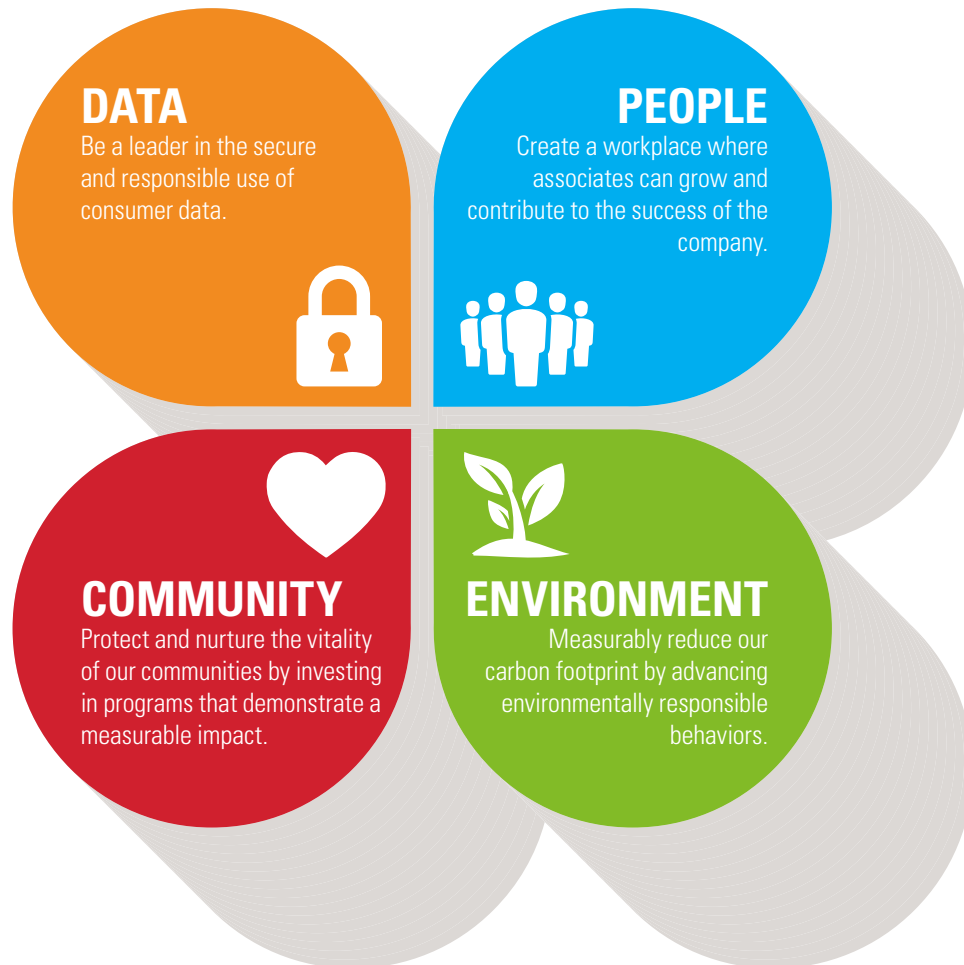 DATA
Be a leader in the secure
and responsible use of
consumer data.
PEOPLE
Create a workplace where
associates can grow and
contribute to the success of the
company.
COMMUNITY
Protect and nurture the vitality
of our communities by investing
in programs that demonstrate a
measurable impact.
ENVIRONMENT
Measurably reduce our
carbon footprint by advancing
environmentally responsible
behaviors.